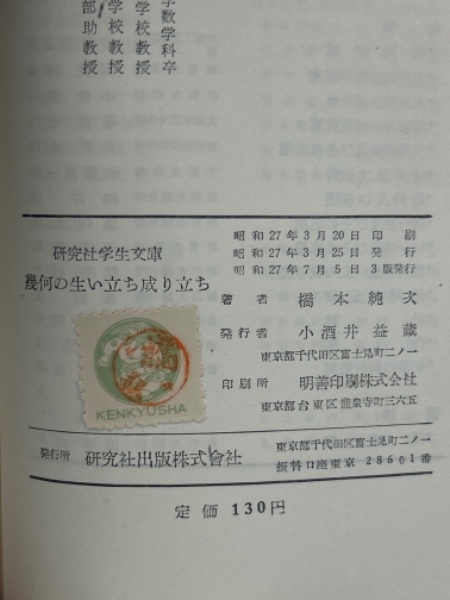 学数学科卒
学校教授
学校教授
部助教授
昭和27年3月20日 印刷
昭和27年3月25日 発行
昭和27年7月5日 3版発行
研究社学生文庫
幾何の生い立ち成り立ち
著者 橋本純次
発行者 小酒井益蔵
東京都千代田区富士見町二ノ一
印刷所 明善印刷株式会社
東京都台東区竜泉寺町三六五
KENKYUSHA
発行所 研究社出版株式會社
東京都千代田区富士見町二ノ一
振替口座東京 28601番
定価 130円